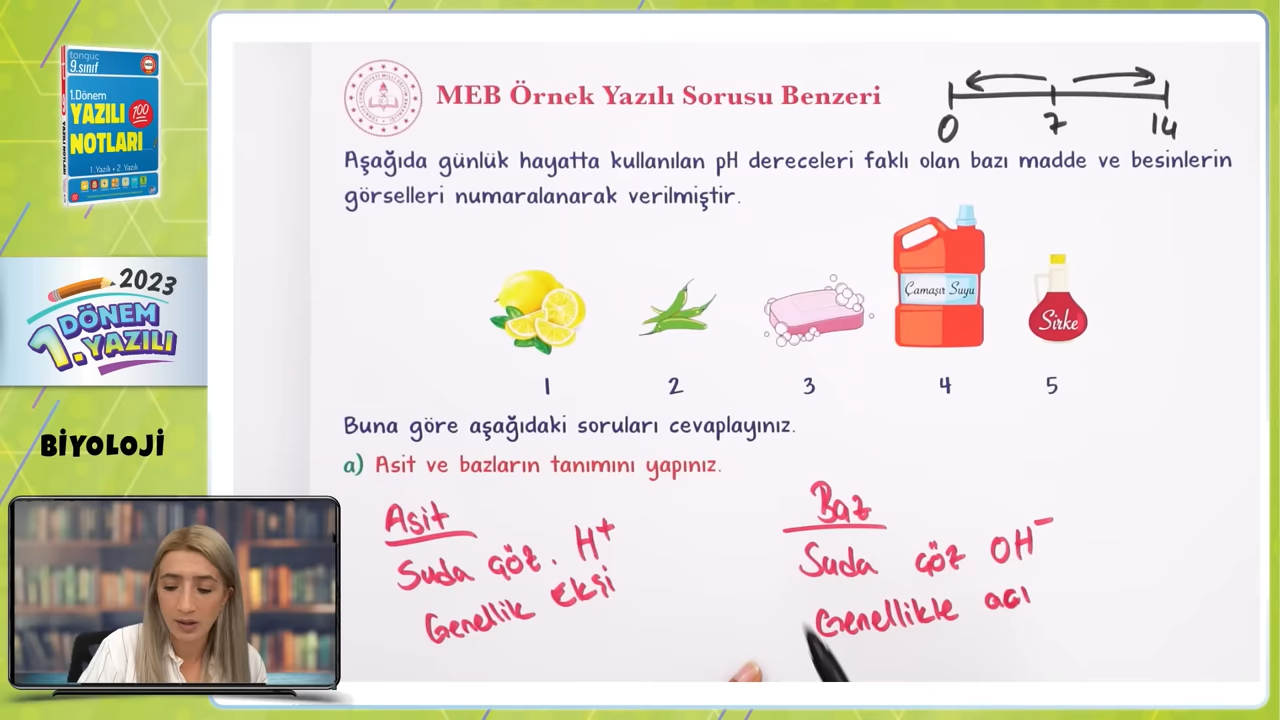 tonguç
9.sınıf
1.Dönem
YAZILI
100
NOTLARI
1. Yazılı • 2. Yazılı
YAZILI NOTLARI
2023
1. DÖNEM
YAZILI
BİYOLOJİ
MEB Örnek Yazılı Sorusu Benzeri
0 7 14
Aşağıda günlük hayatta kullanılan pH dereceleri faklı olan bazı madde ve besinlerin
görselleri numaralanarak verilmiştir.
Çamaşır Suyu
Sirke
1 2 3 4 5
Buna göre aşağıdaki soruları cevaplayınız.
a) Asit ve bazların tanımını yapınız.
Asit
Suda çöz. H+
Genellik ekşi
Baz
Suda çöz OH-
Genellikle acı